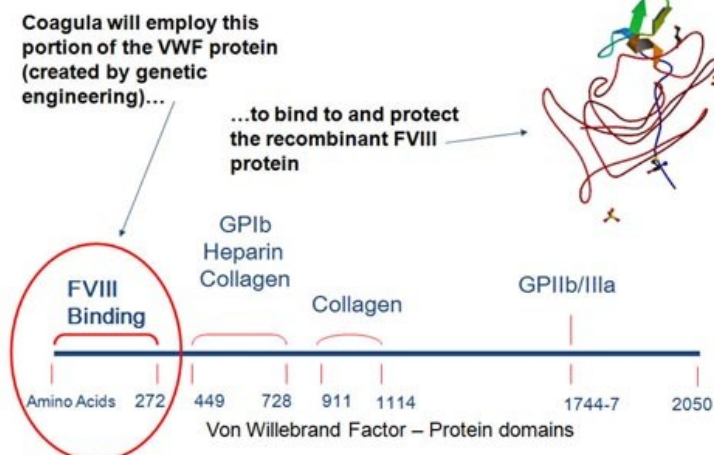 Coagula will employ this
portion of the VWF protein
(created by genetic
engineering)…
…to bind to and protect
the recombinant FVIII
protein
FVIII
Binding
GPIb
Heparin
Collagen
Collagen
GPIIb/IIIa
Amino Acids 272 449 728 911 1114 1744-7 2050
Von Willebrand Factor – Protein domains